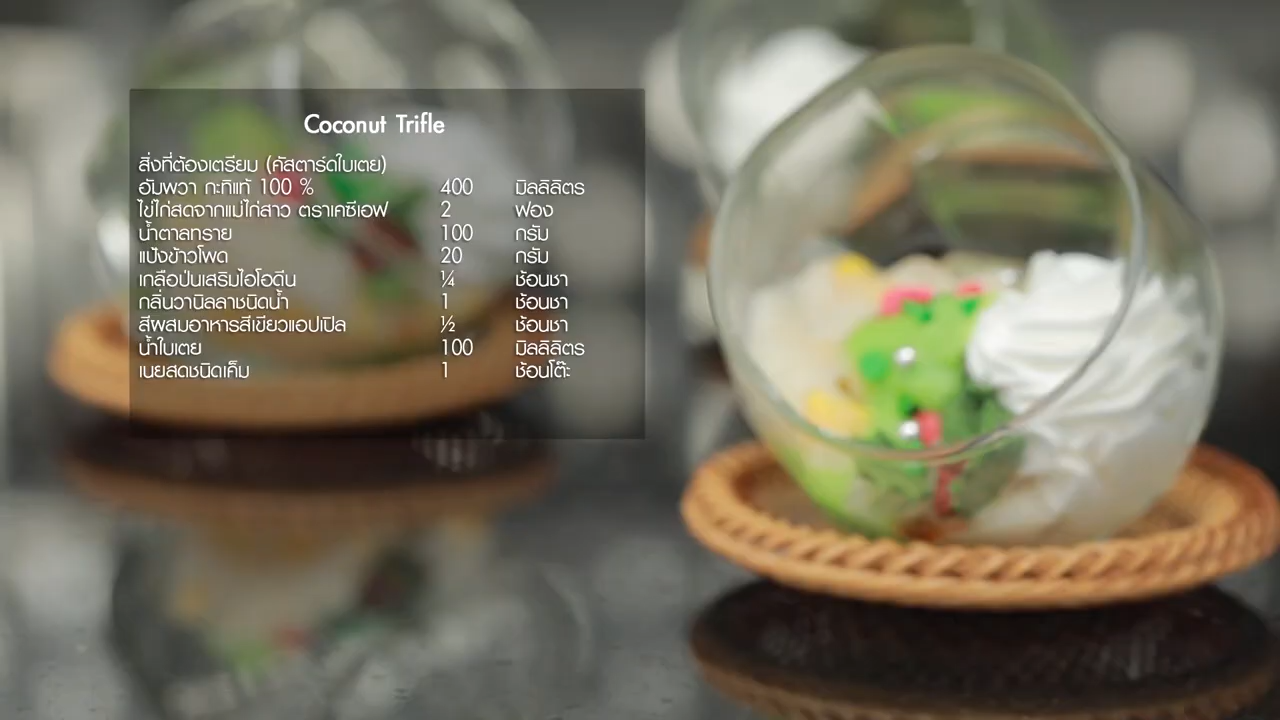 Coconut Trifle
สิ่งที่ต้องเตรียม (คัสตาร์ดใบเตย)
อัมพวา กะทิแท้ 100 % 400 มิลลิลิตร
ไข่ไก่สดจากแม่ไก่สาว ตราเคซีเอฟ 2 ฟอง
น้ำตาลทราย 100 กรัม
แป้งข้าวโพด 20 กรัม
เกลือป่นเสริมไอโอดีน ¼ ช้อนชา
กลิ่นวานิลลาชนิดน้ำ 1 ช้อนชา
สีผสมอาหารสีเขียวแอปเปิล ½ ช้อนชา
น้ำใบเตย 100 มิลลิลิตร
เนยสดชนิดเค็ม 1 ช้อนโต๊ะ